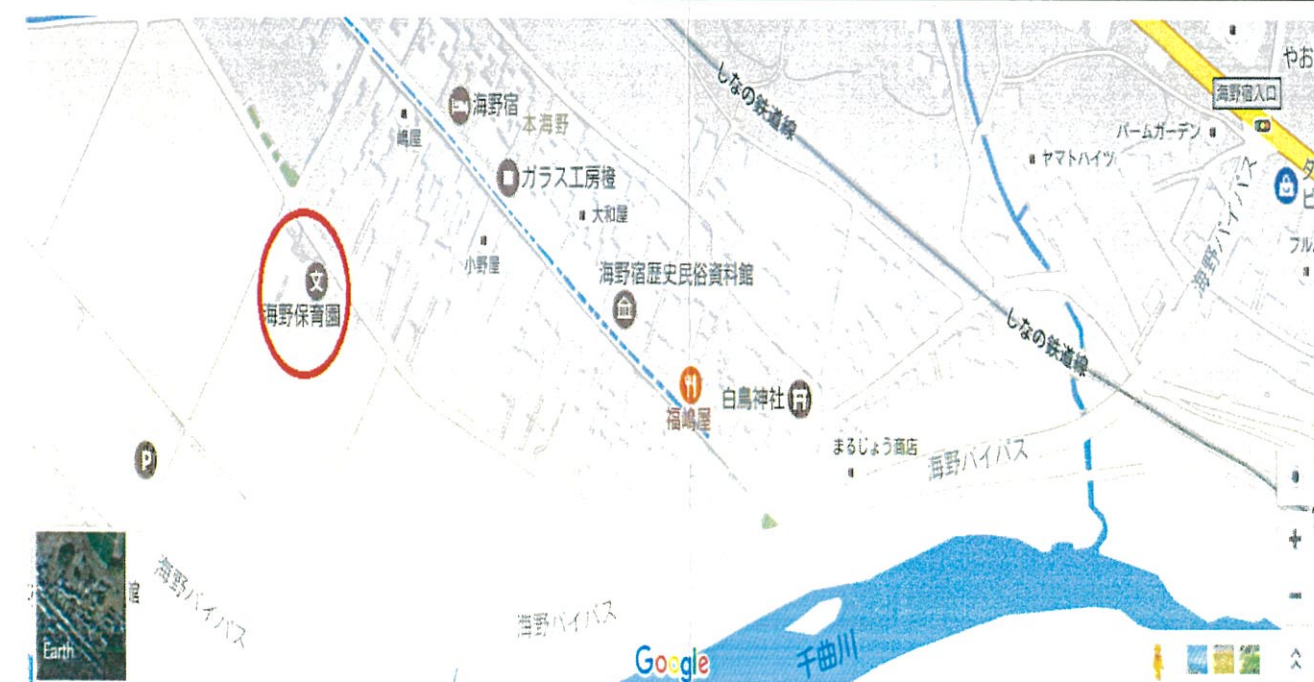 しなの鉄道線
やお
海野宿入口
海野宿
本海野
嶋屋
パームガーデン
ヤマトハイツ
ガラス工房橙
大和屋
海野バイパス
小野屋
海野宿歴史民俗資料館
文
海野保育園
しなの鉄道線
福嶋屋
白鳥神社
まるじょう商店
海野バイパス
P
海野バイパス
館
海野バイパス
Earth
Google
千曲川